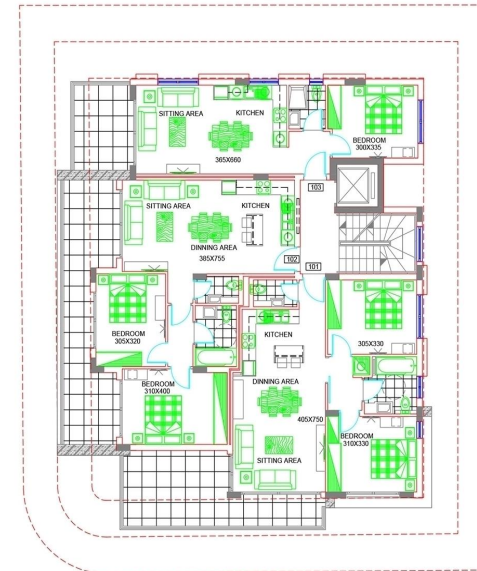 SITTING AREA
KITCHEN
365X660
BEDROOM
300X335
103
SITTING AREA
KITCHEN
DINNING AREA
385X755
102
101
BEDROOM
305X320
KITCHEN
305X330
BEDROOM
310X400
DINNING AREA
405X750
SITTING AREA
BEDROOM
310X330